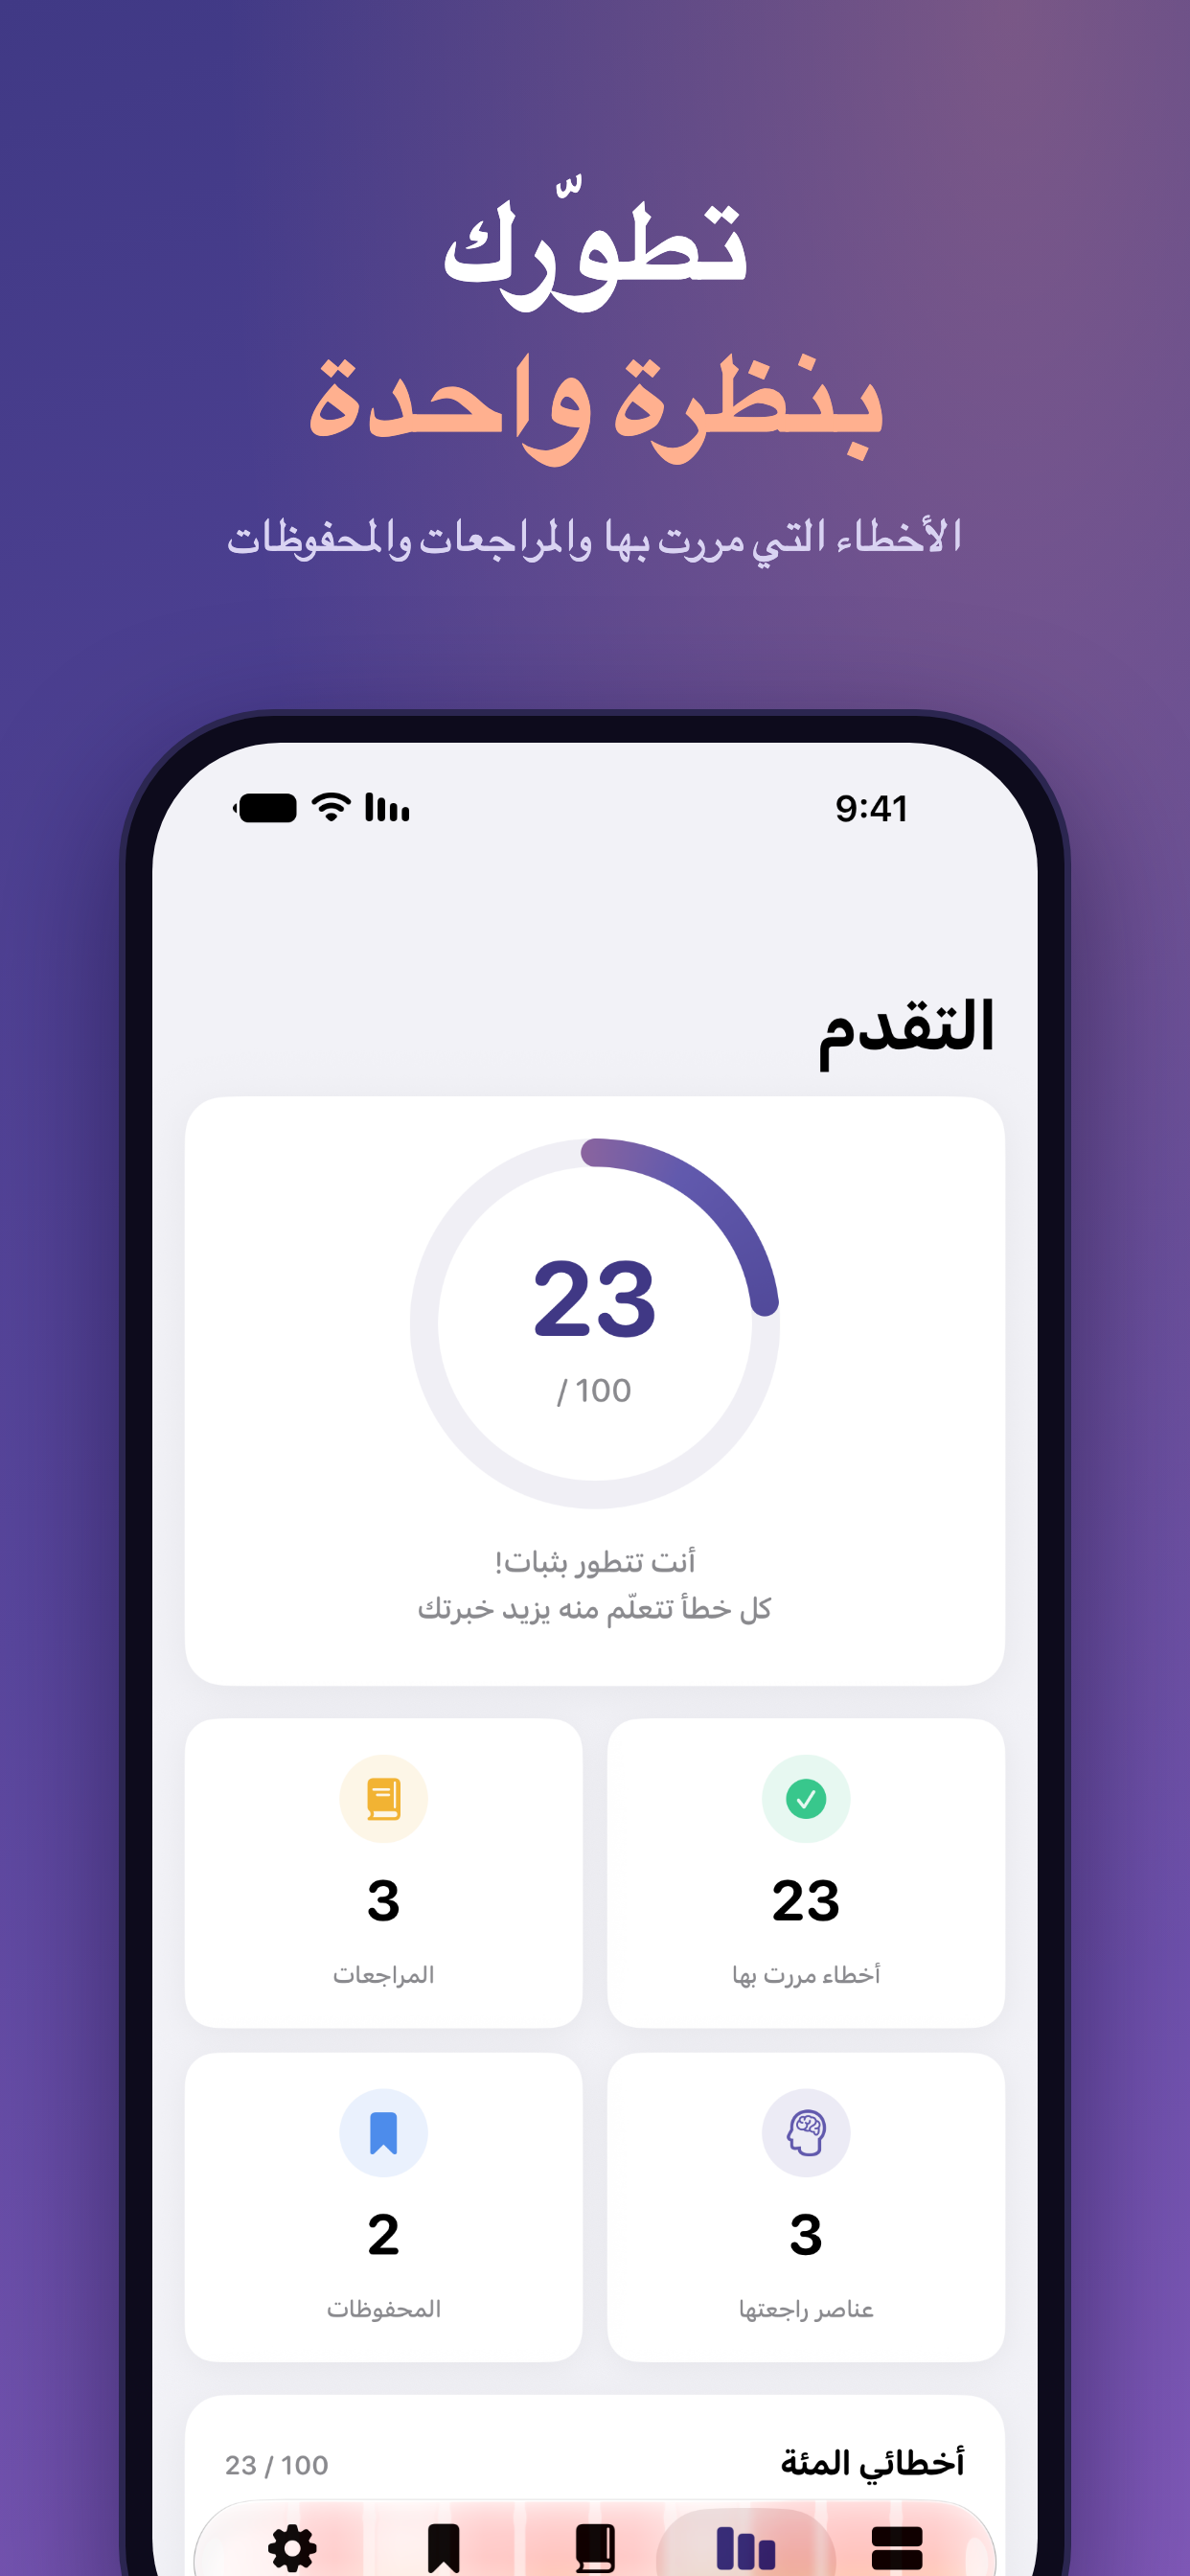 تطوّرك
بنظرة واحدة
الأخطاء التي مررت بها والمراجعات والمحفوظات
9:41
التقدم
23
/ 100
أنت تتطور بثبات!
كل خطأ تتعلّم منه يزيد خبرتك
23
أخطاء مررت بها
3
المراجعات
3
عناصر راجعتها
2
المحفوظات
أخطائي المئة
23 / 100